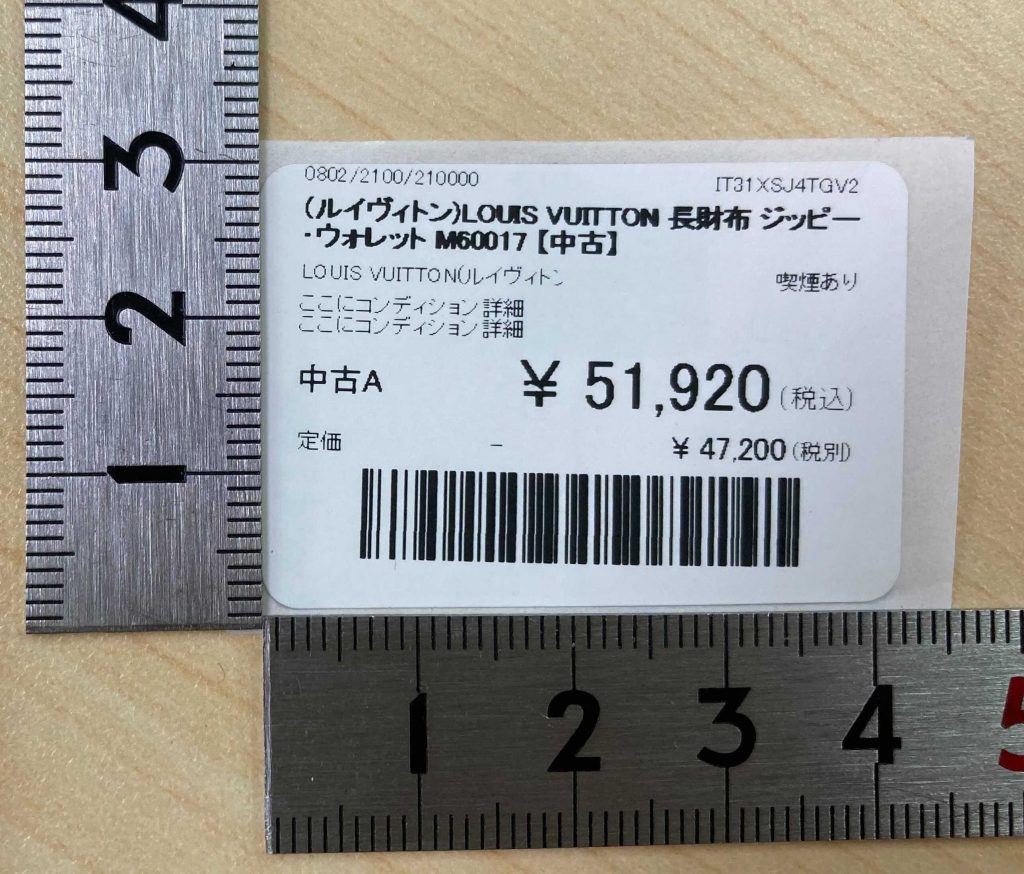 0802/2100/210000
IT31XSJ4TGV2
(ルイヴィトン)LOUIS VUITTON 長財布 ジッピー
・ウォレット M60017【中古】
LOUIS VUITTON(ルイヴィトン
喫煙あり
ここにコンディション詳細
ここにコンディション詳細
中古A
¥ 51,920(税込)
定価 － ¥ 47,200(税別)
4
3
2
1
1 2 3 4 5